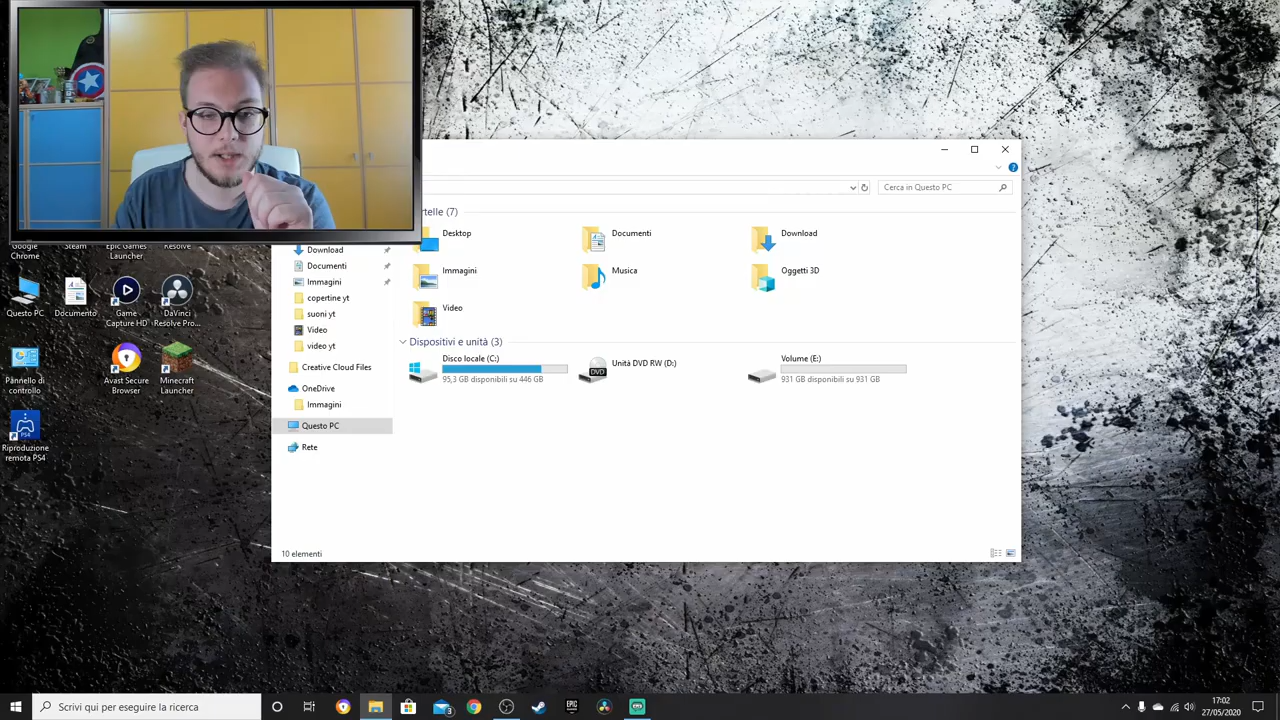 Google
Chrome
Steam
Epic Games
Launcher
Resolve
Questo PC
Documento
Game
Capture HD
DaVinci
Resolve Pro...
Pannello di
controllo
Avast Secure
Browser
Minecraft
Launcher
Riproduzione
remota PS4
Cerca in Questo PC
rtelle (7)
Desktop
Documenti
Download
Immagini
Musica
Oggetti 3D
Video
Dispositivi e unità (3)
Disco locale (C:)
95,3 GB disponibili su 446 GB
DVD
Unità DVD RW (D:)
Volume (E:)
931 GB disponibili su 931 GB
Download
Documenti
Immagini
copertine yt
suoni yt
Video
video yt
Creative Cloud Files
OneDrive
Immagini
Questo PC
Rete
10 elementi
Scrivi qui per eseguire la ricerca
3
EPIC
17:02
27/05/2020